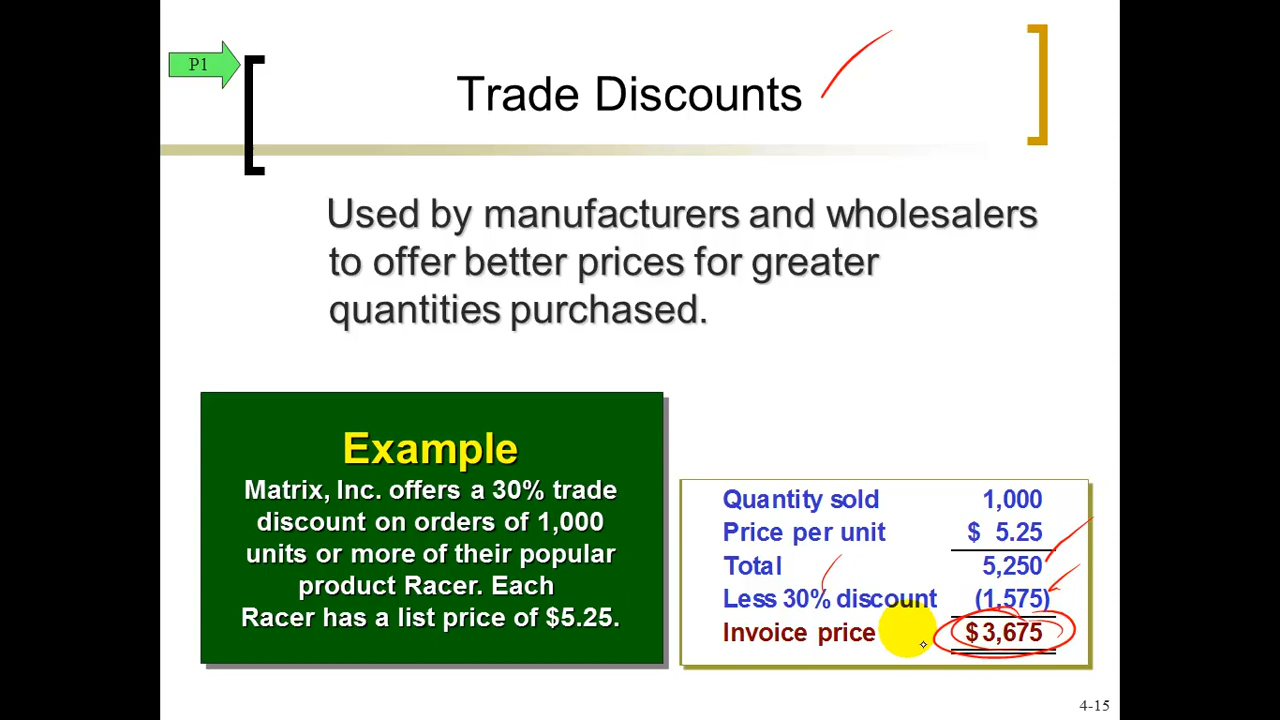 P1
Trade Discounts
Used by manufacturers and wholesalers
to offer better prices for greater
quantities purchased.
Example
Matrix, Inc. offers a 30% trade
discount on orders of 1,000
units or more of their popular
product Racer. Each
Racer has a list price of $5.25.
Quantity sold 1,000
Price per unit $ 5.25
Total 5,250
Less 30% discount (1,575)
Invoice price $ 3,675
4-15